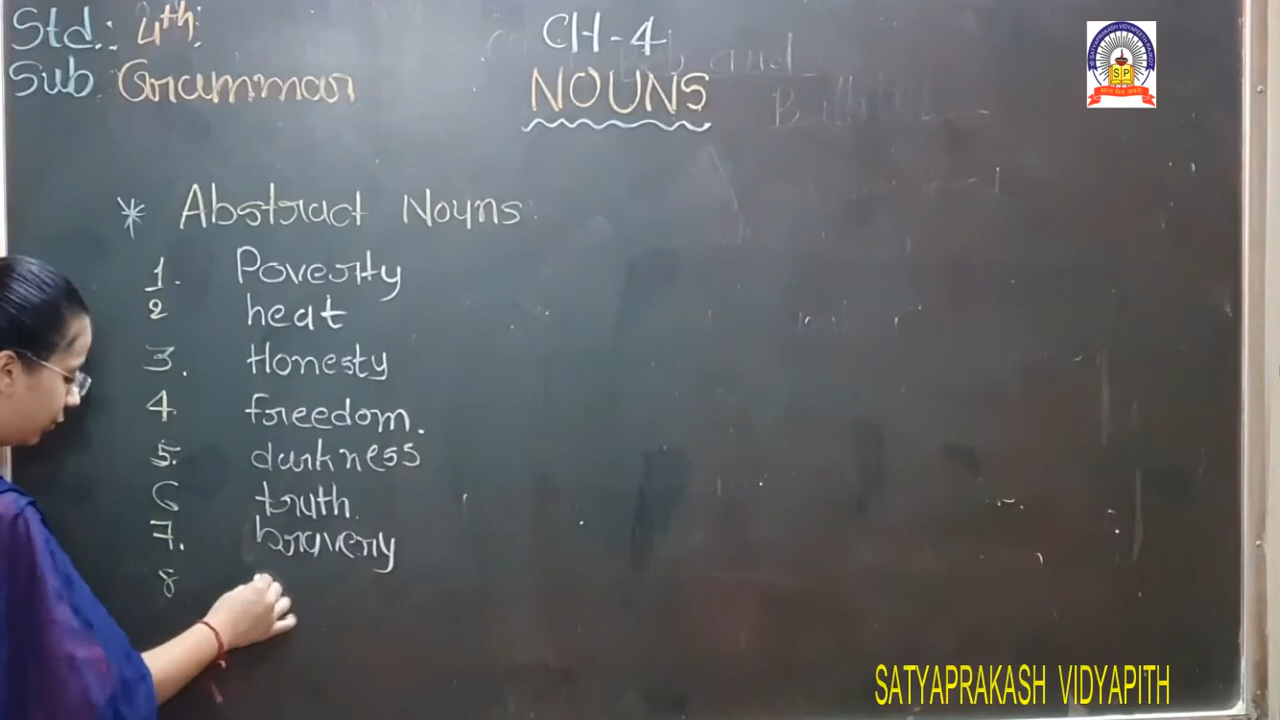 Std.: 4th.
Sub. Grammar
CH-4
NOUNS
* Abstract Nouns.
1. Poverty
2 heat
3. Honesty
4. freedom.
5. darkness
6 truth.
7. bravery
8
SP
SATYAPRAKASH VIDYAPITH